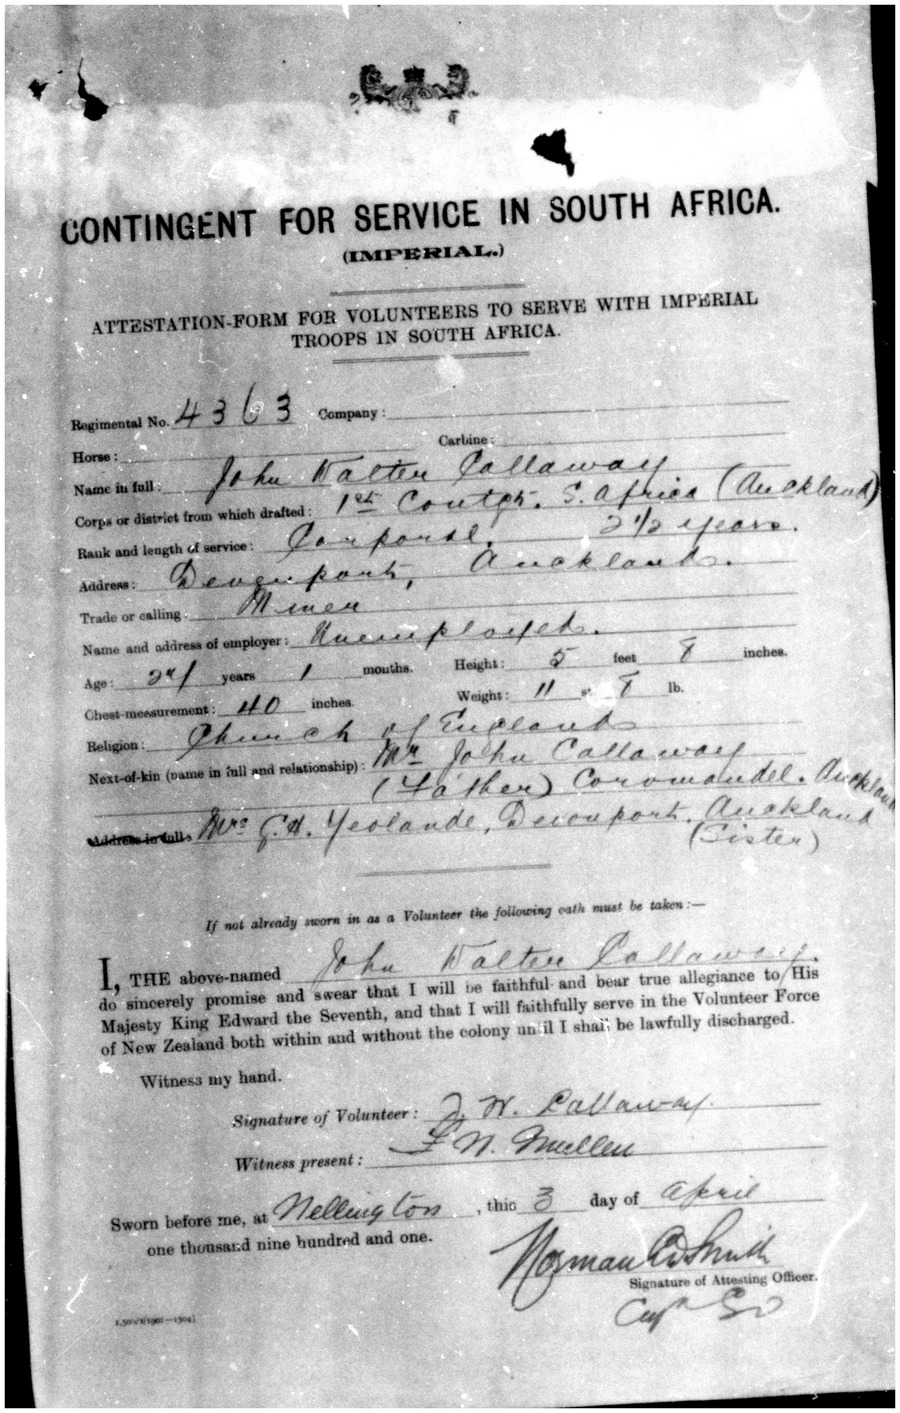 CONTINGENT FOR SERVICE IN SOUTH AFRICA.
(IMPERIAL.)
ATTESTATION-FORM FOR VOLUNTEERS TO SERVE WITH IMPERIAL
TROOPS IN SOUTH AFRICA.
Regimental No. 4363 Company:
Horse: Carbine:
Name in full: John Walter Callaway
Corps or district from which drafted: 1st Contgt. S. Africa (Auckland)
Rank and length of service: Corporal. 2 1/2 years.
Address: Devonport, Auckland.
Trade or calling: Miner
Name and address of employer: Unemployed.
Age: years 1 months. Height: 5 feet 8 inches.
Chest-measurement: 40 inches. Weight: 11 st. 8 lb.
Religion: Church of England
Next-of-kin (name in full and relationship): Mr John Callaway
(Father) Coromandel. Auckland
Address in full: Mrs G.H. Yeolande, Devonport. Auckland
(Sister)
If not already sworn in as a Volunteer the following oath must be taken:—
I, THE above-named John Walter Callaway.
do sincerely promise and swear that I will be faithful and bear true allegiance to His
Majesty King Edward the Seventh, and that I will faithfully serve in the Volunteer Force
of New Zealand both within and without the colony until I shall be lawfully discharged.
Witness my hand.
Signature of Volunteer: J. W. Callaway.
Witness present: F W. Mullen
Sworn before me, at Wellington, this 3 day of April
one thousand nine hundred and one.
Norman Smith
Signature of Attesting Officer.
Capt